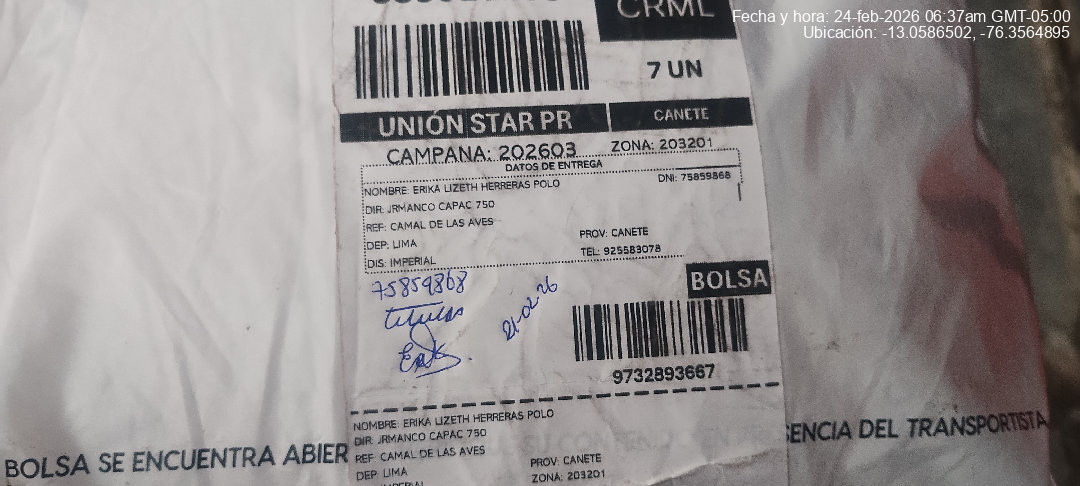 Fecha y hora: 24-feb-2026 06:37am GMT-05:00
Ubicación: -13.0586502, -76.3564895
CRML
7 UN
UNIÓN STAR PR
CANETE
CAMPANA: 202603
ZONA: 203201
DATOS DE ENTREGA
NOMBRE: ERIKA LIZETH HERRERAS POLO
DNI: 75859868
DIR: JRMANCO CAPAC 750
REF: CAMAL DE LAS AVES
DEP: LIMA
PROV: CANETE
DIS: IMPERIAL
TEL: 925583078
75859868
titular
21-02-26
BOLSA
9732893667
NOMBRE: ERIKA LIZETH HERRERAS POLO
DIR: JRMANCO CAPAC 750
REF: CAMAL DE LAS AVES
DEP: LIMA
PROV: CANETE
ZONA: 203201
BOLSA SE ENCUENTRA ABIER
SENCIA DEL TRANSPORTISTA